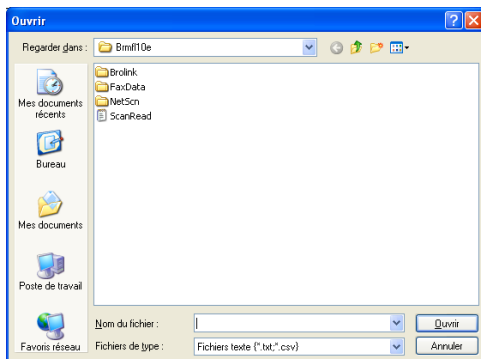 Ouvrir
Regarder dans :
Brmfl10e
Mes documents
récents
Bureau
Mes documents
Poste de travail
Favoris réseau
Brolink
FaxData
NetScn
ScanRead
Nom du fichier :
Ouvrir
Fichiers de type :
Fichiers texte {*.txt;*.csv}
Annuler